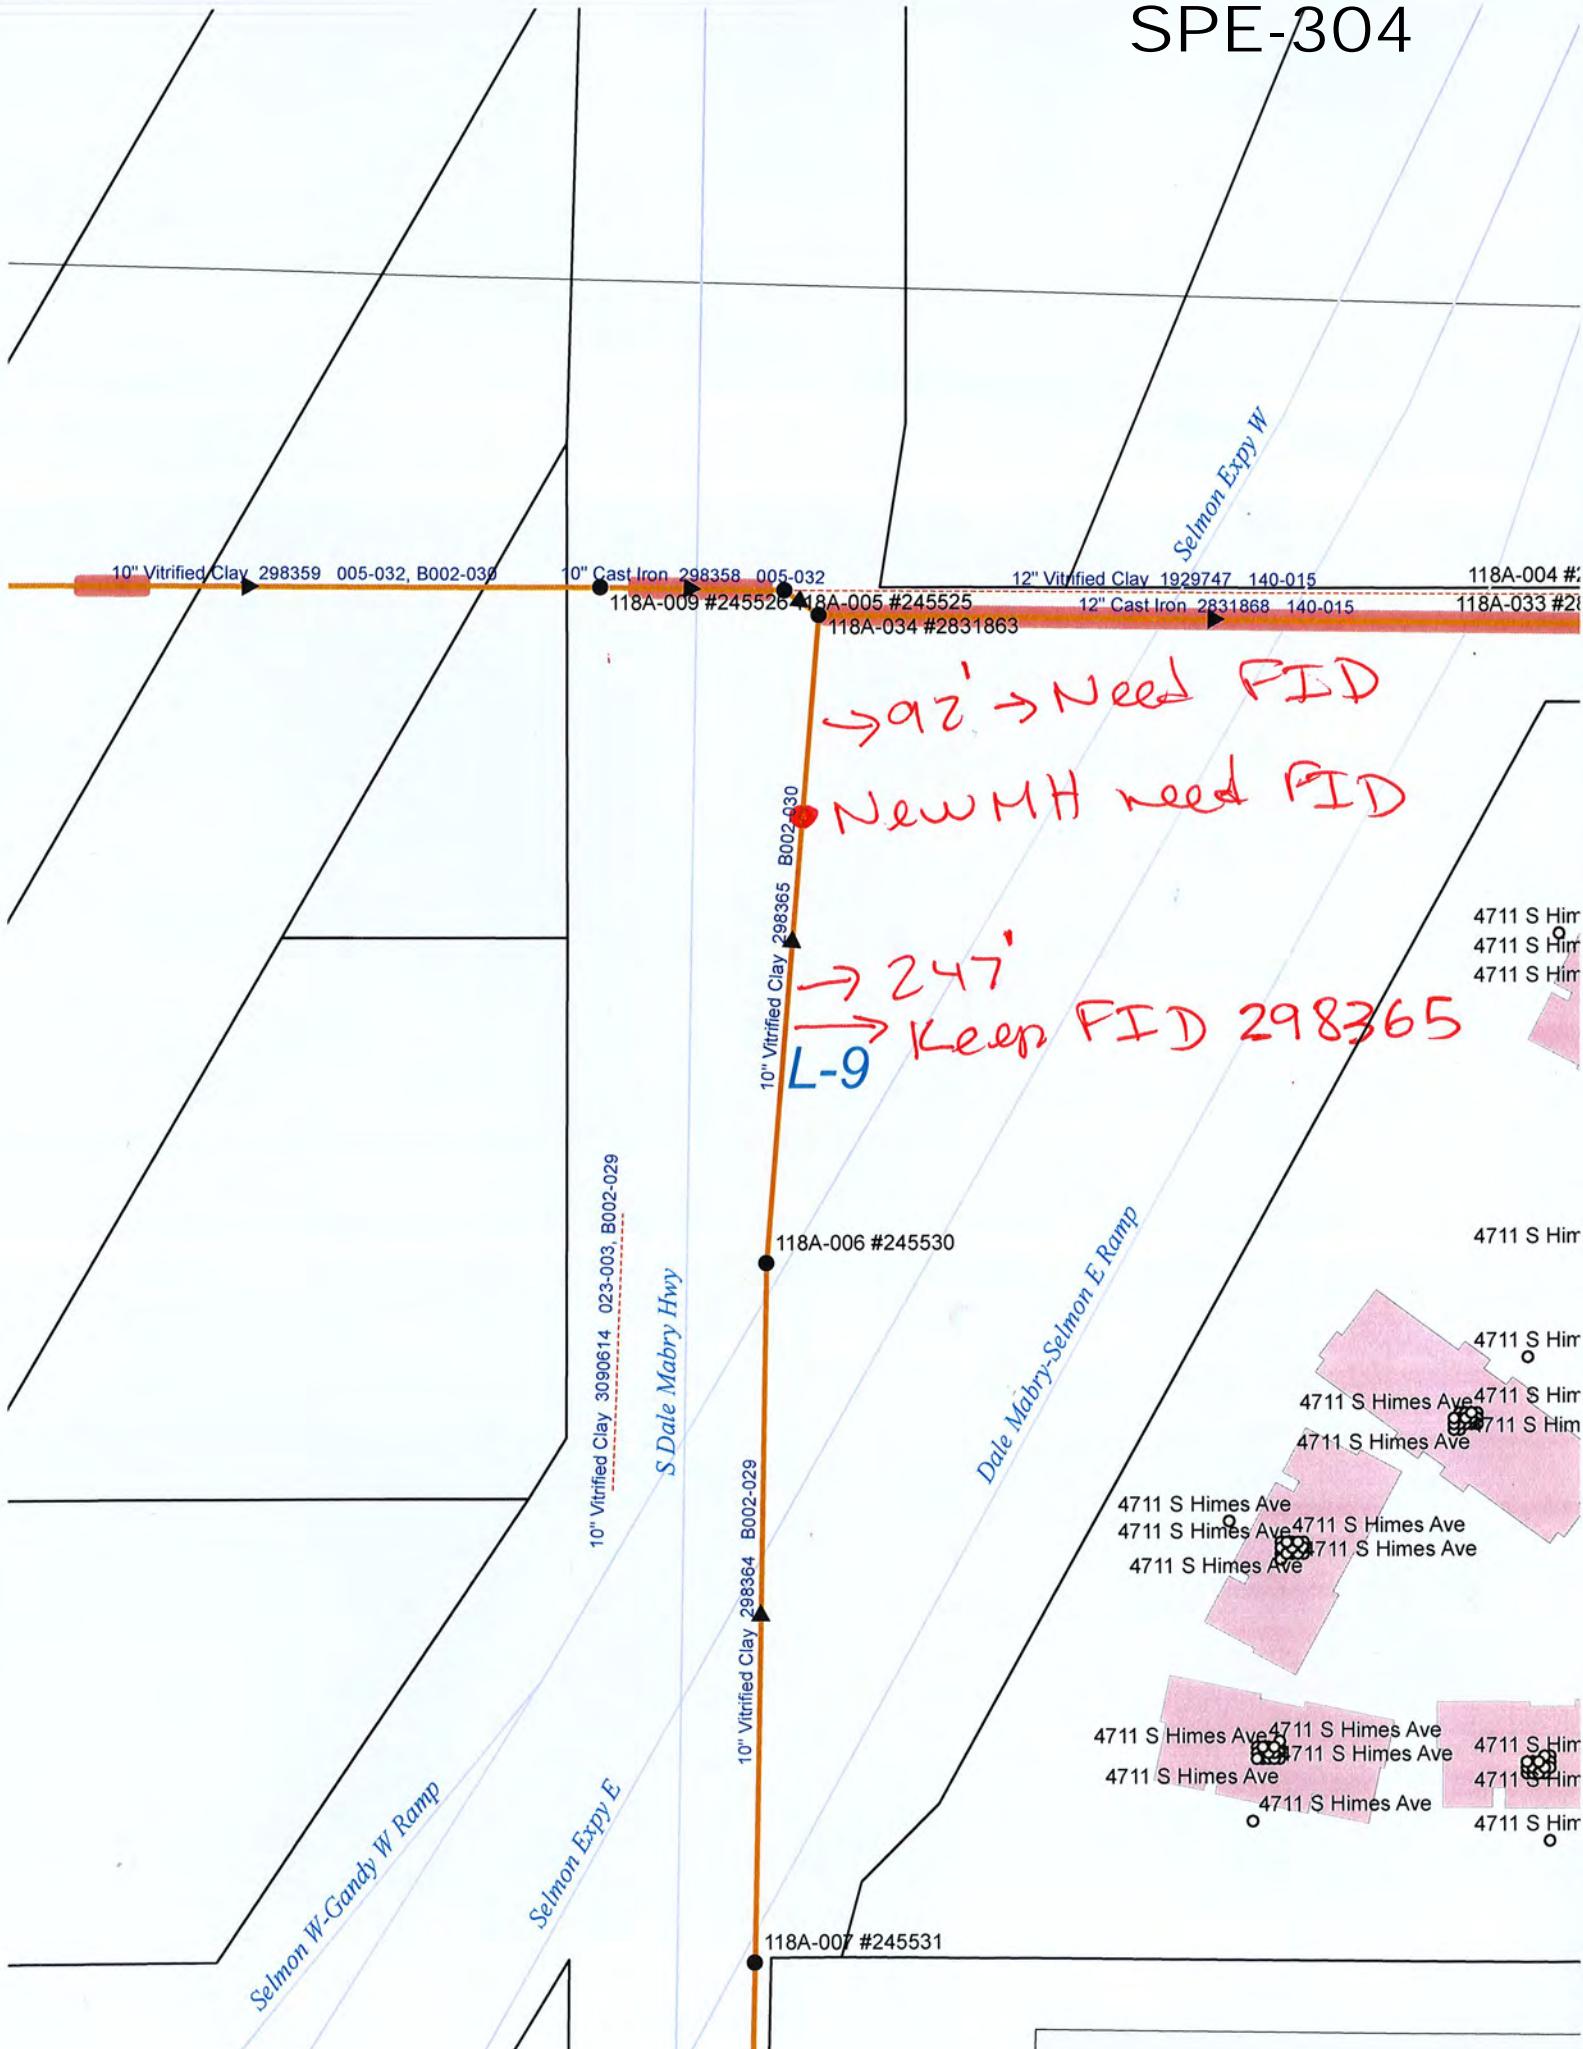 SPE-304
Selmon Expy W
10" Vitrified Clay 298359 005-032, B002-030
10" Cast Iron 298358 005-032
12" Vitrified Clay 1929747 140-015
118A-004 #2
118A-009 #245526
118A-005 #245525
12" Cast Iron 2831868 140-015
118A-033 #28
118A-034 #2831863
→ 92' → Need FID
New MH need FID
10" Vitrified Clay 298365 B002-030
→ 247'
→ Keep FID 298365
L-9
4711 S Him
4711 S Him
4711 S Him
118A-006 #245530
4711 S Him
10" Vitrified Clay 3090614 023-003, B002-029
S Dale Mabry Hwy
Dale Mabry-Selmon E Ramp
4711 S Him
4711 S Himes Ave
4711 S Him
4711 S Him
4711 S Himes Ave
10" Vitrified Clay 298364 B002-029
4711 S Himes Ave
4711 S Himes Ave
4711 S Himes Ave
4711 S Himes Ave
4711 S Himes Ave
4711 S Himes Ave
4711 S Himes Ave
4711 S Himes Ave
4711 S Himes Ave
4711 S Himes Ave
4711 S Him
4711 S Him
4711 S Him
Selmon W-Gandy W Ramp
Selmon Expy E
118A-007 #245531